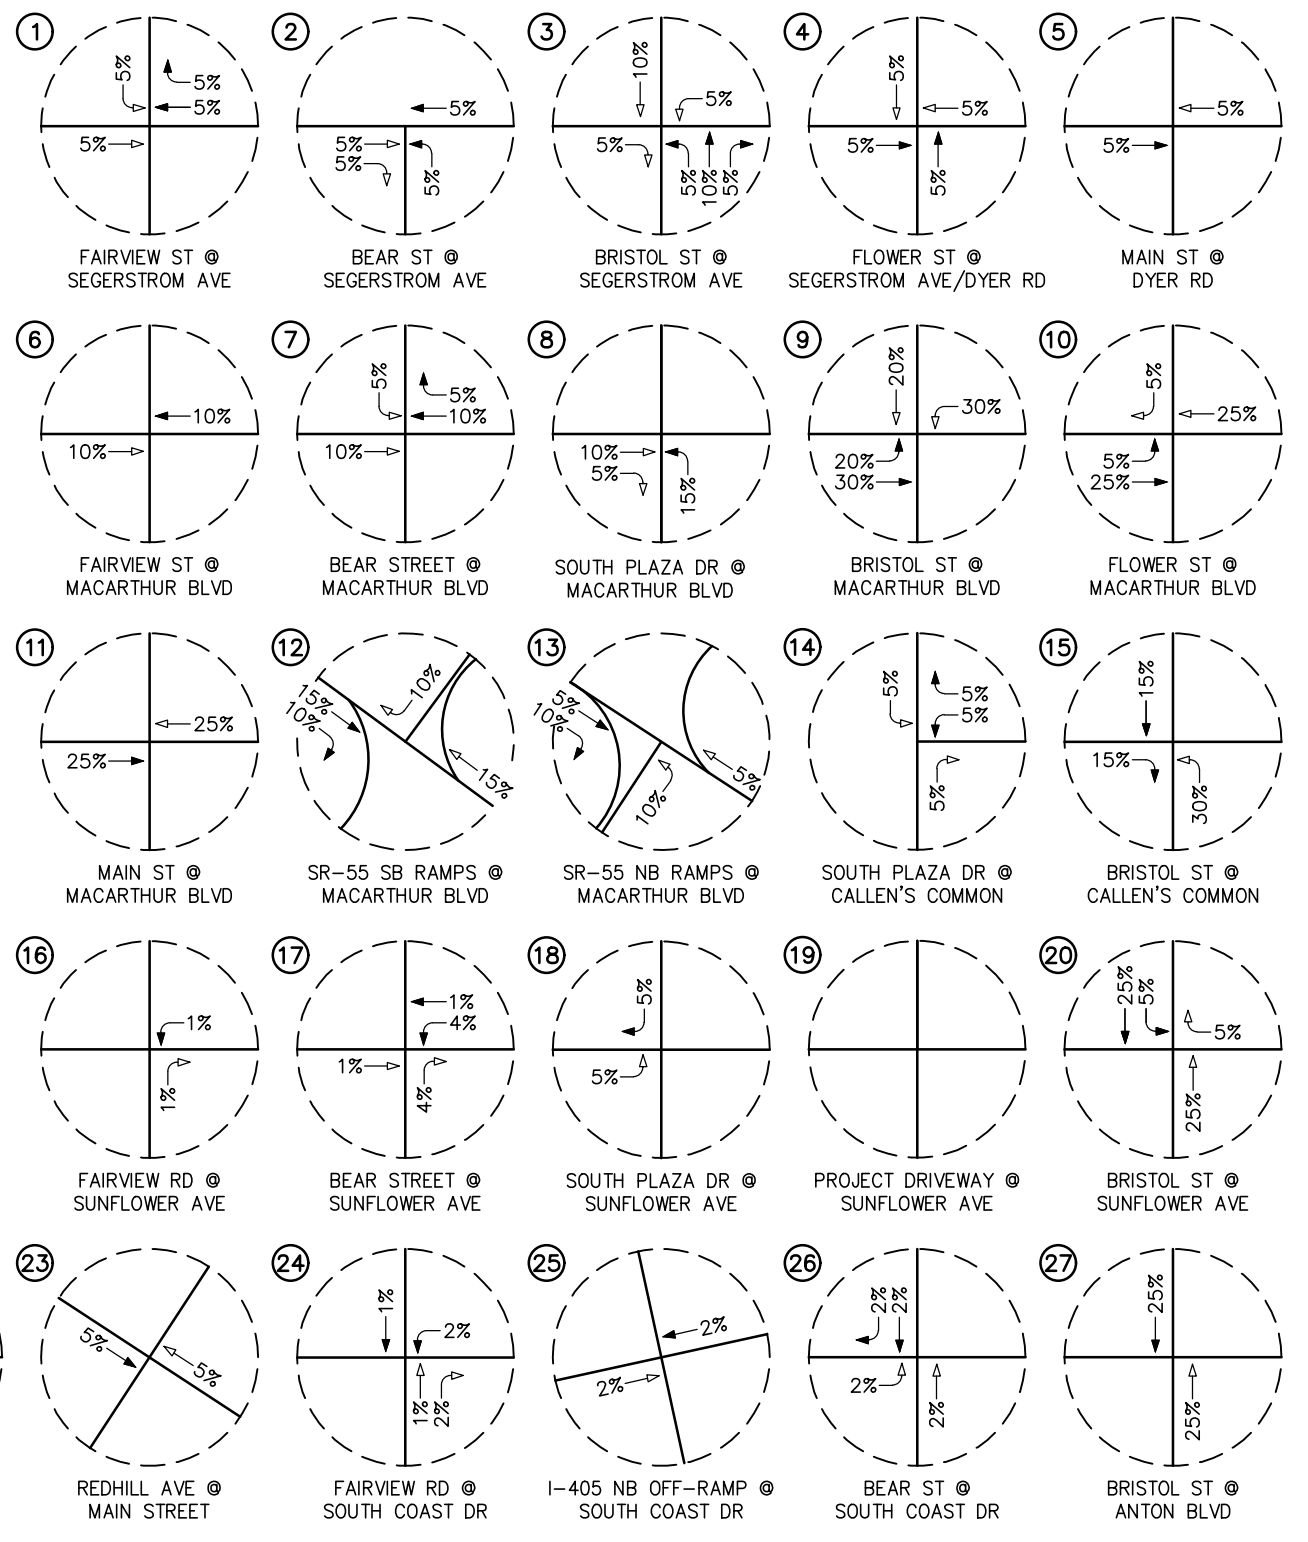 1
5%
5%
5%
5%
FAIRVIEW ST @
SEGERSTROM AVE
2
5%
5%
5%
5%
BEAR ST @
SEGERSTROM AVE
3
10%
5%
5%
5%
10%
5%
BRISTOL ST @
SEGERSTROM AVE
4
5%
5%
5%
5%
FLOWER ST @
SEGERSTROM AVE/DYER RD
5
5%
5%
MAIN ST @
DYER RD
6
10%
10%
FAIRVIEW ST @
MACARTHUR BLVD
7
5%
5%
10%
10%
BEAR STREET @
MACARTHUR BLVD
8
10%
5%
15%
SOUTH PLAZA DR @
MACARTHUR BLVD
9
20%
30%
20%
30%
BRISTOL ST @
MACARTHUR BLVD
10
5%
25%
5%
25%
FLOWER ST @
MACARTHUR BLVD
11
25%
25%
MAIN ST @
MACARTHUR BLVD
12
15%
10%
10%
15%
SR-55 SB RAMPS @
MACARTHUR BLVD
13
5%
10%
10%
5%
SR-55 NB RAMPS @
MACARTHUR BLVD
14
5%
5%
5%
5%
SOUTH PLAZA DR @
CALLEN'S COMMON
15
15%
15%
30%
BRISTOL ST @
CALLEN'S COMMON
16
1%
1%
FAIRVIEW RD @
SUNFLOWER AVE
17
1%
4%
1%
4%
BEAR STREET @
SUNFLOWER AVE
18
5%
5%
SOUTH PLAZA DR @
SUNFLOWER AVE
19
PROJECT DRIVEWAY @
SUNFLOWER AVE
20
25%
5%
5%
25%
BRISTOL ST @
SUNFLOWER AVE
23
5%
5%
REDHILL AVE @
MAIN STREET
24
1%
2%
1%
2%
FAIRVIEW RD @
SOUTH COAST DR
25
2%
2%
I-405 NB OFF-RAMP @
SOUTH COAST DR
26
2%
2%
2%
2%
BEAR ST @
SOUTH COAST DR
27
25%
25%
BRISTOL ST @
ANTON BLVD